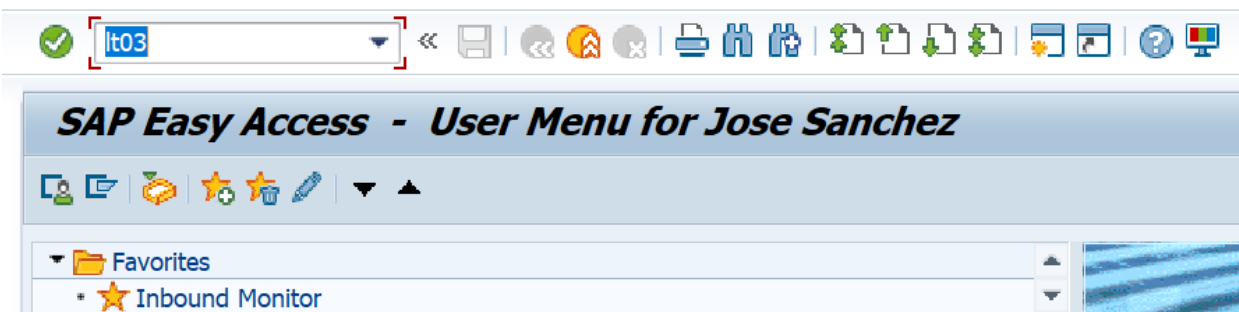 lt03
SAP Easy Access - User Menu for Jose Sanchez
Favorites
Inbound Monitor